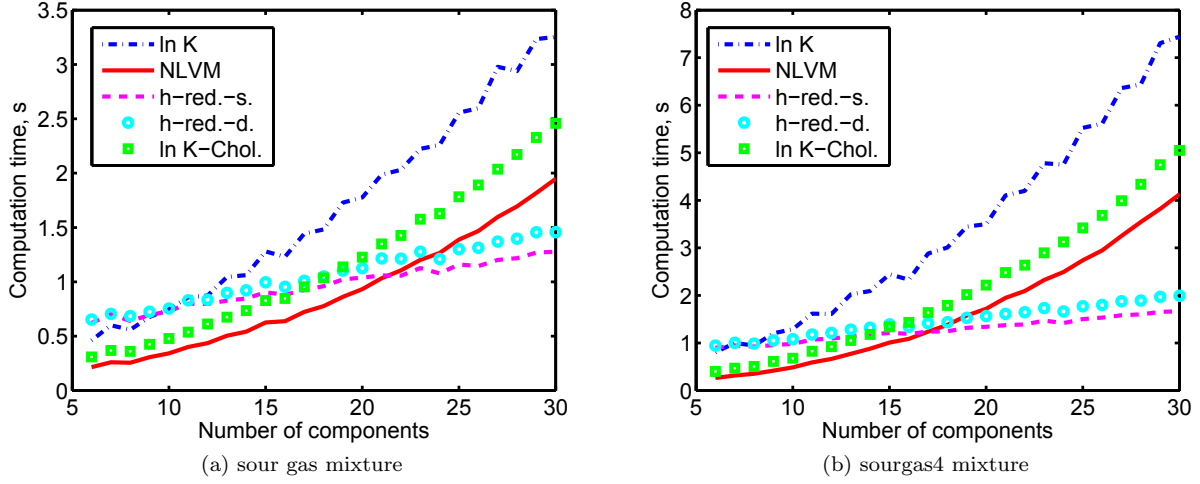 3.5
3
2.5
2
1.5
1
0.5
0
5
10
15
20
25
30
Computation time, s
Number of components
ln K
NLVM
h−red.−s.
h−red.−d.
ln K−Chol.
(a) sour gas mixture
8
7
6
5
4
3
2
1
0
5
10
15
20
25
30
Computation time, s
Number of components
ln K
NLVM
h−red.−s.
h−red.−d.
ln K−Chol.
(b) sourgas4 mixture